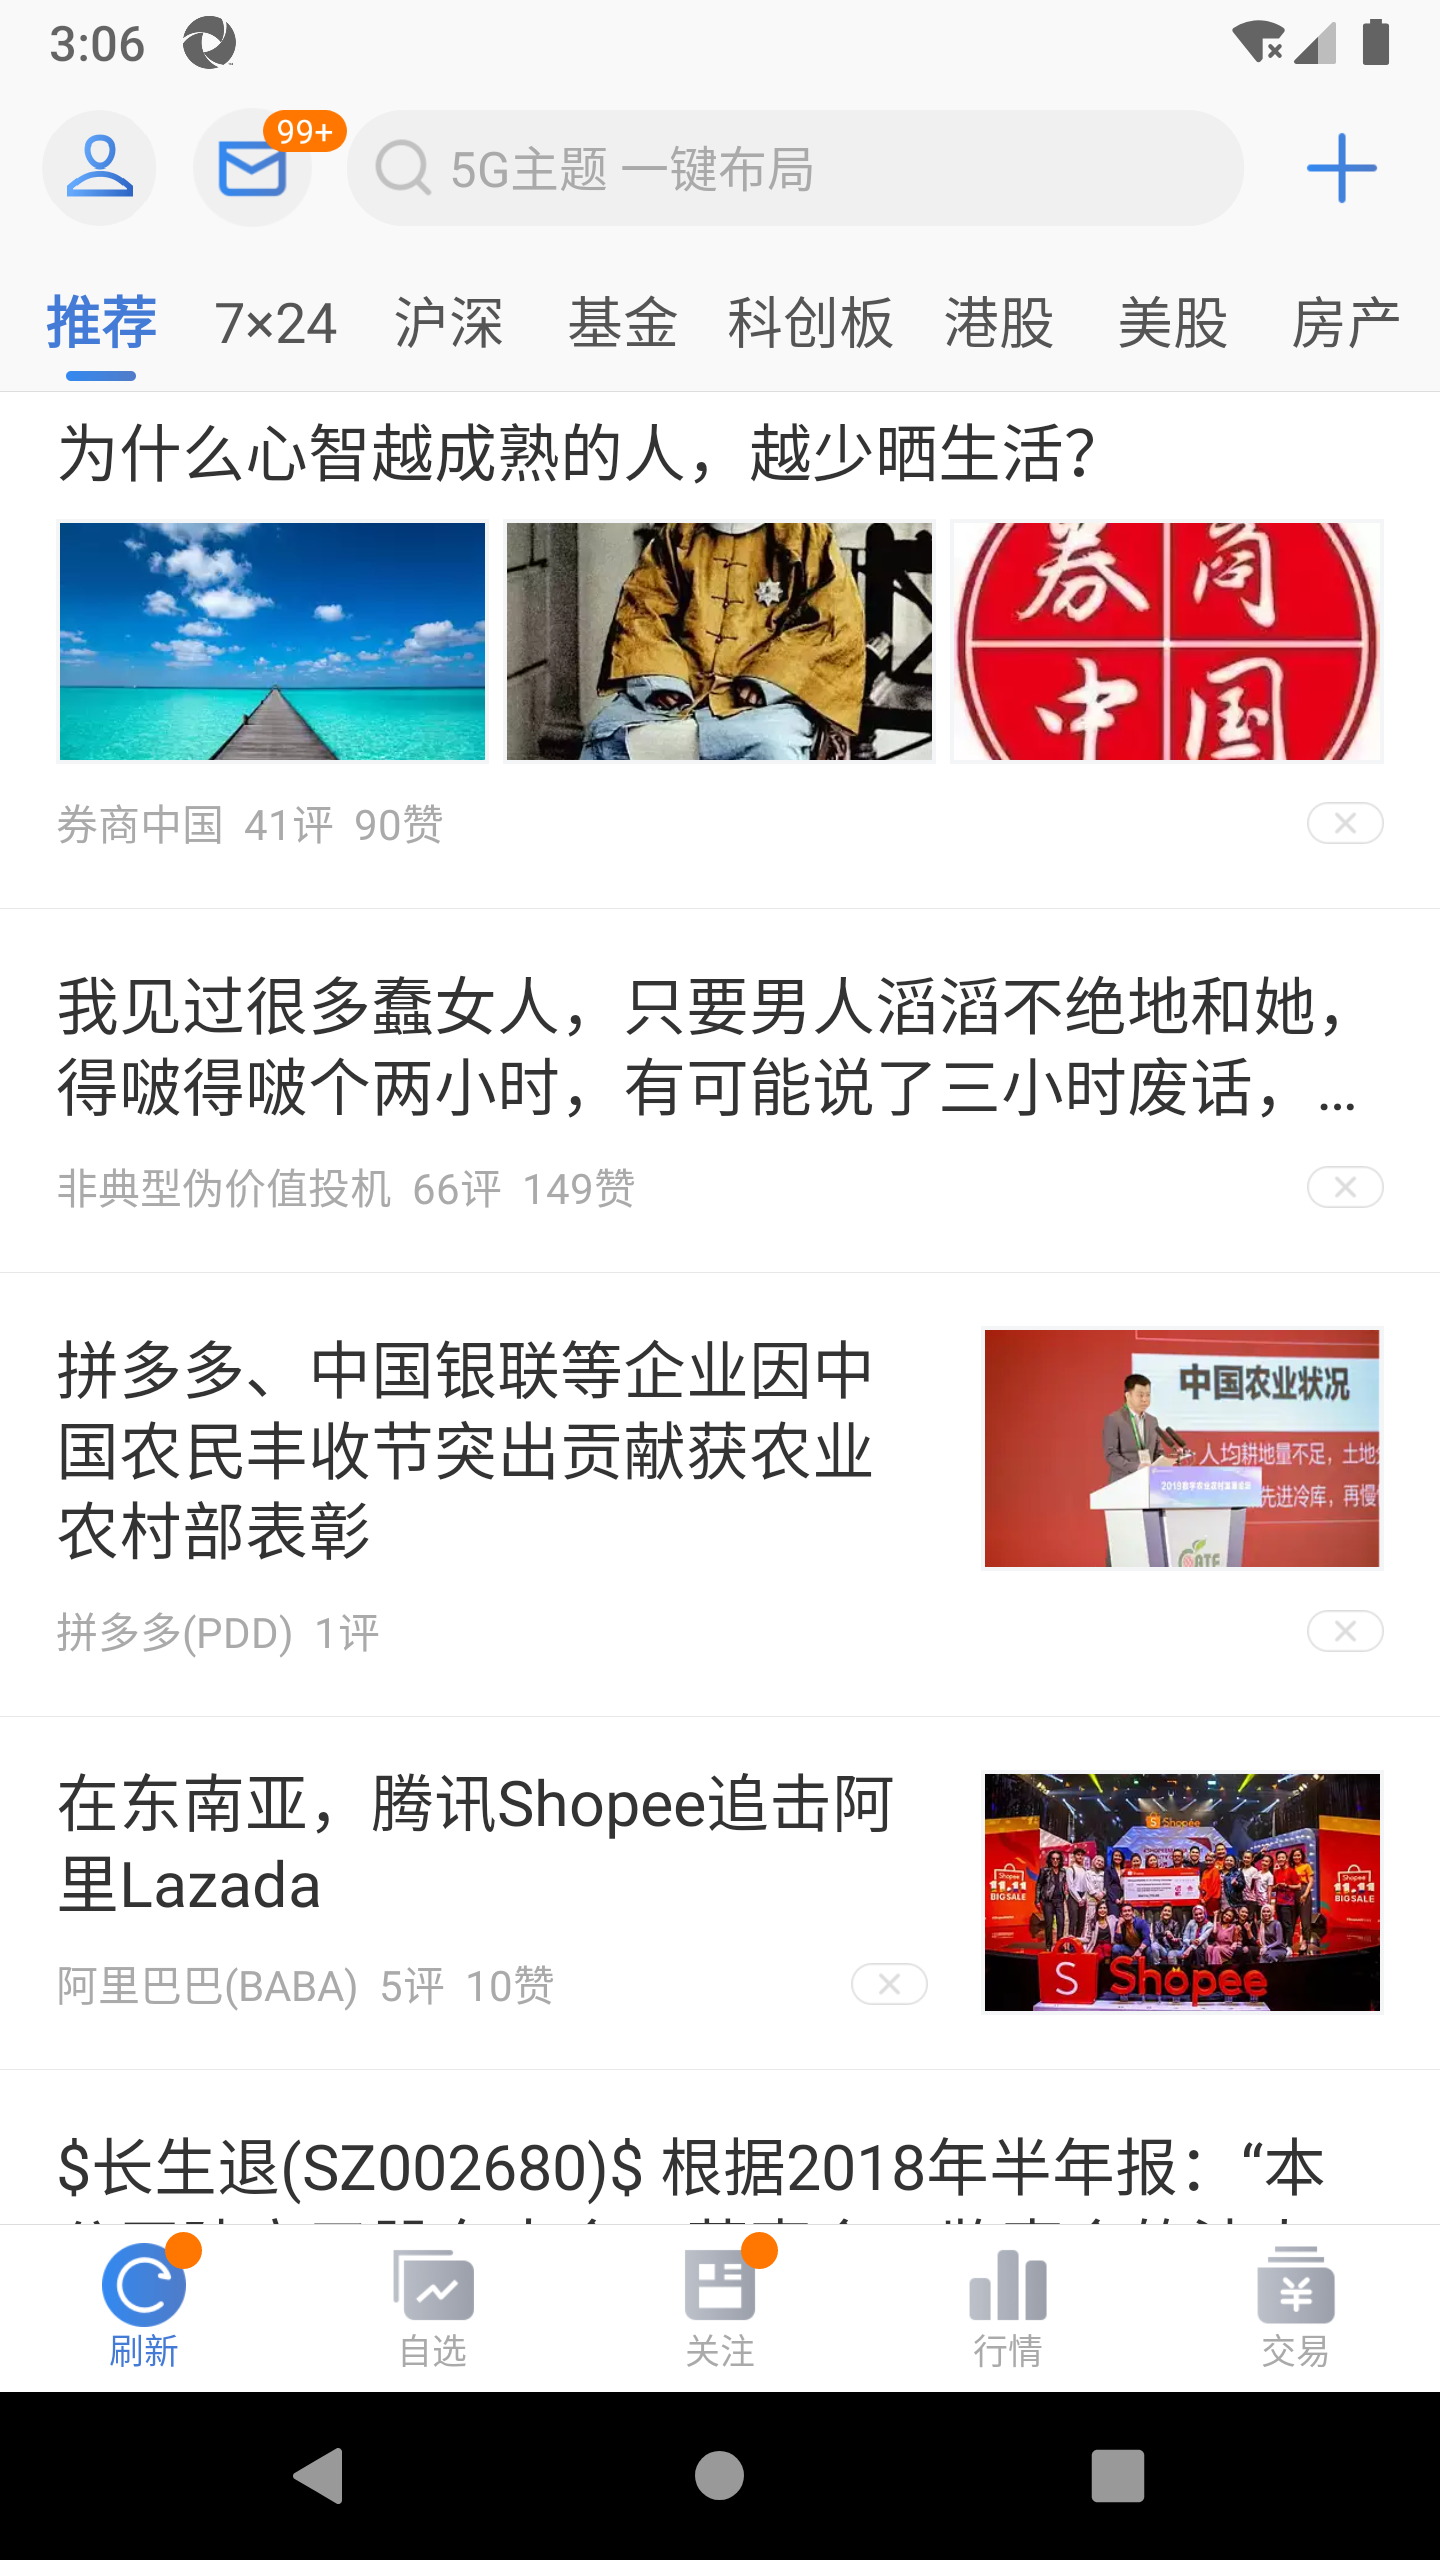 3:06
99+
5G主题 一键布局
推荐 7×24 沪深 基金 科创板 港股 美股 房产
为什么心智越成熟的人，越少晒生活？
券商
中国
券商中国 41评 90赞
我见过很多蠢女人，只要男人滔滔不绝地和她，
得啵得啵个两小时，有可能说了三小时废话，...
非典型伪价值投机 66评 149赞
拼多多、中国银联等企业因中
国农民丰收节突出贡献获农业
农村部表彰
中国农业状况
人均耕地量不足，土地
先进冷库，再慢
拼多多(PDD) 1评
在东南亚，腾讯Shopee追击阿
里Lazada
Shopee
11.11
BIG SALE
11.11
BIG SALE
S Shopee
阿里巴巴(BABA) 5评 10赞
$长生退(SZ002680)$ 根据2018年半年报：“本
刷新 自选 关注 行情 交易